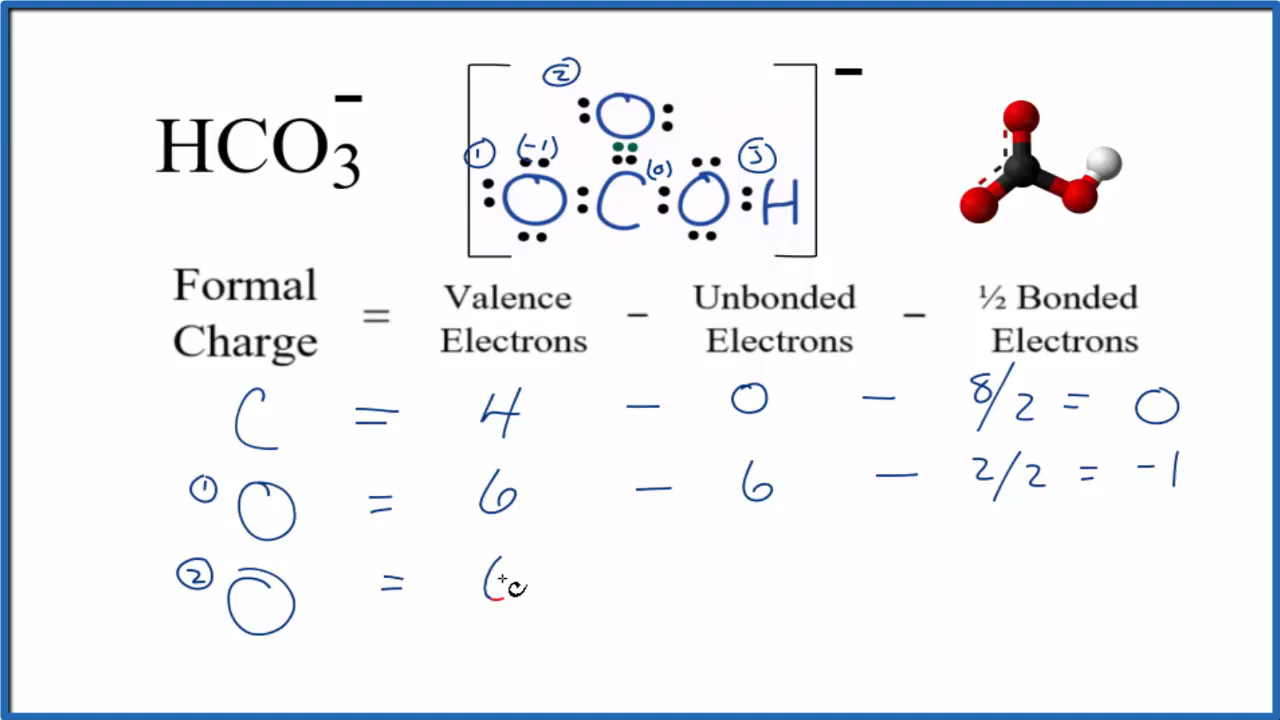 HCO₃⁻
[ ② O
① (-1) O C (0) O ③ H ] −
Formal Charge = Valence Electrons − Unbonded Electrons − ½ Bonded Electrons
C = 4 − 0 − 8/2 = 0
① O = 6 − 6 − 2/2 = -1
② O =